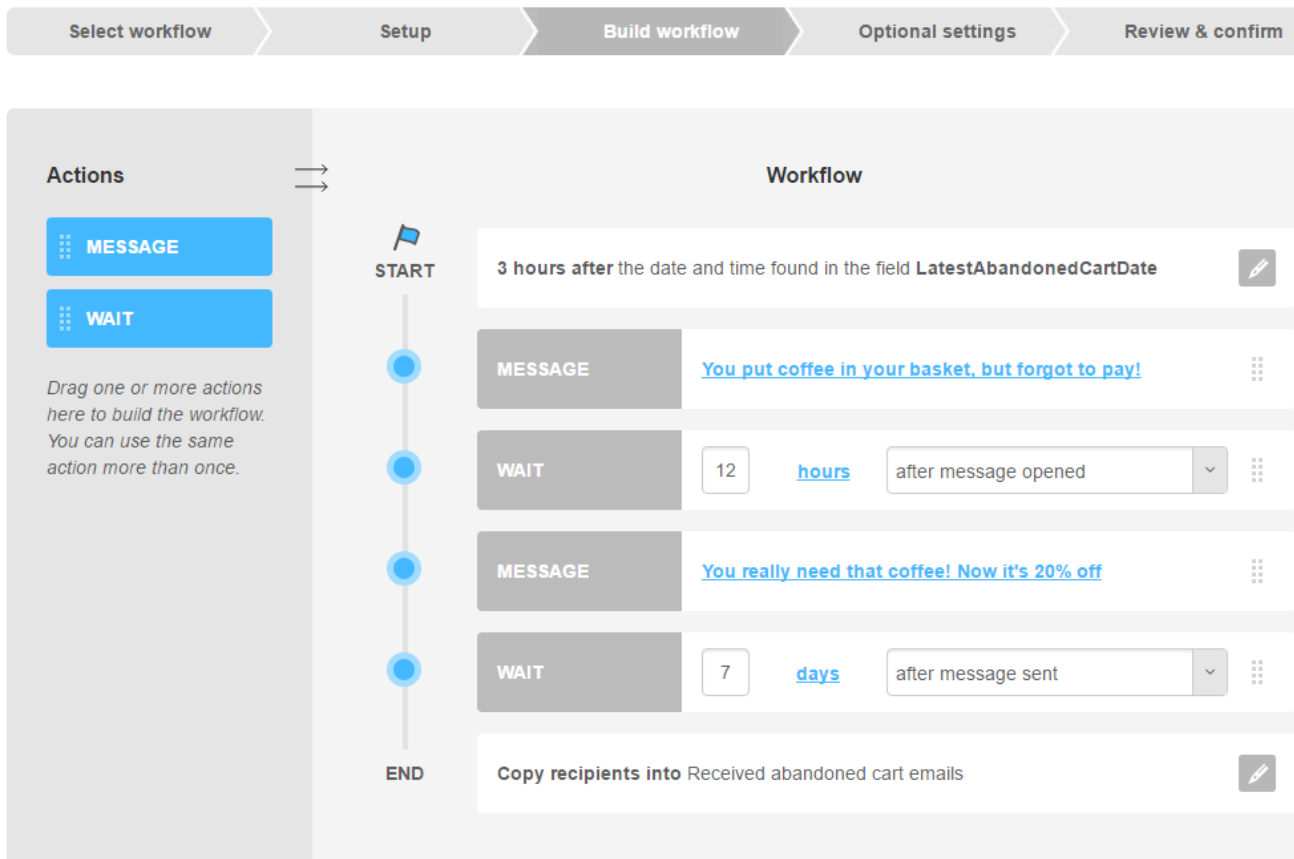 Select workflow
Setup
Build workflow
Optional settings
Review & confirm
Actions
MESSAGE
WAIT
Drag one or more actions
here to build the workflow.
You can use the same
action more than once.
Workflow
START
3 hours after the date and time found in the field LatestAbandonedCartDate
MESSAGE You put coffee in your basket, but forgot to pay!
WAIT 12 hours after message opened
MESSAGE You really need that coffee! Now it's 20% off
WAIT 7 days after message sent
END Copy recipients into Received abandoned cart emails